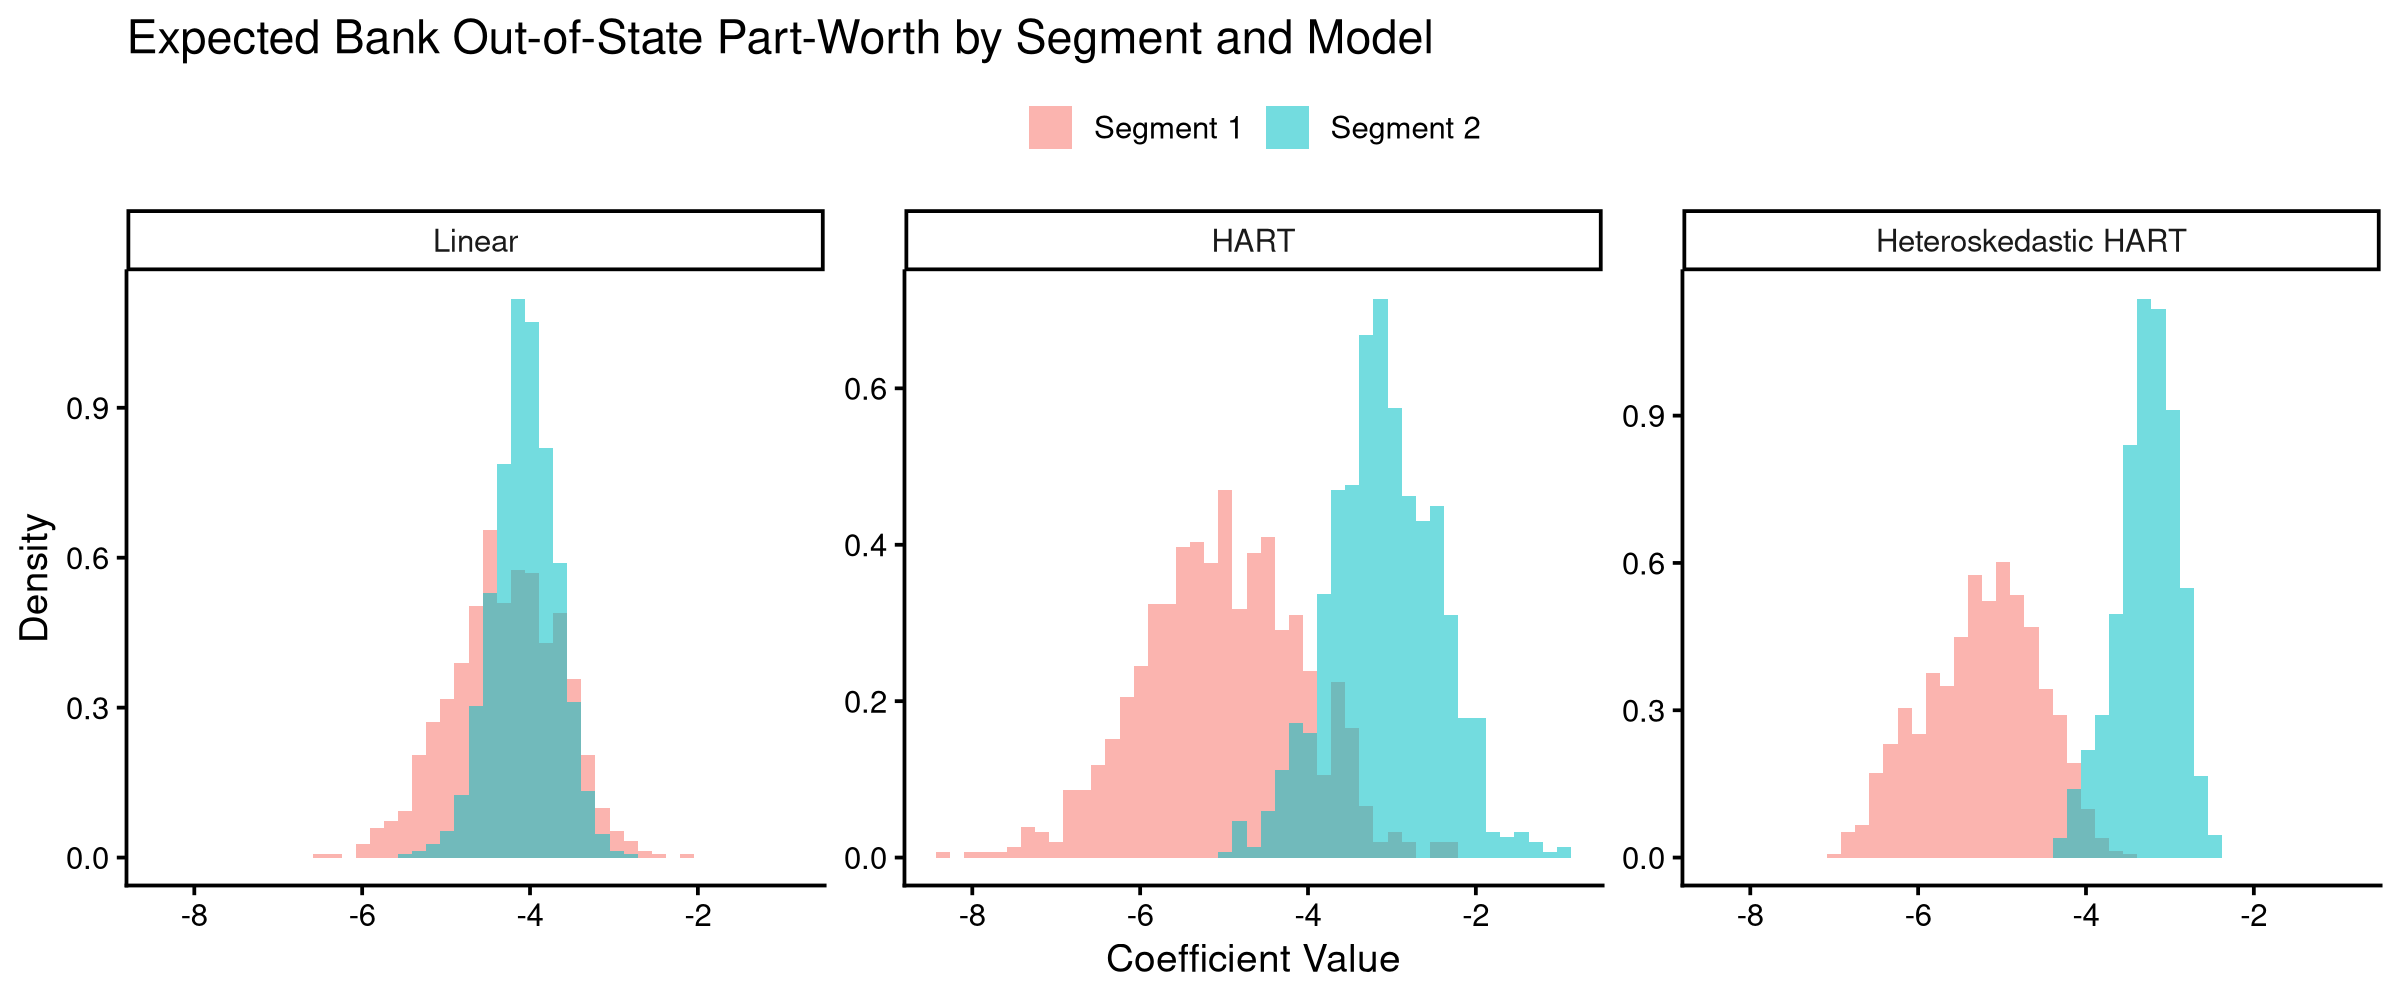 Expected Bank Out-of-State Part-Worth by Segment and Model
Segment 1 Segment 2
Linear HART Heteroskedastic HART
Density
0.9
0.6
0.3
0.0
-8 -6 -4 -2
0.6
0.4
0.2
0.0
-8 -6 -4 -2
0.9
0.6
0.3
0.0
-8 -6 -4 -2
Coefficient Value